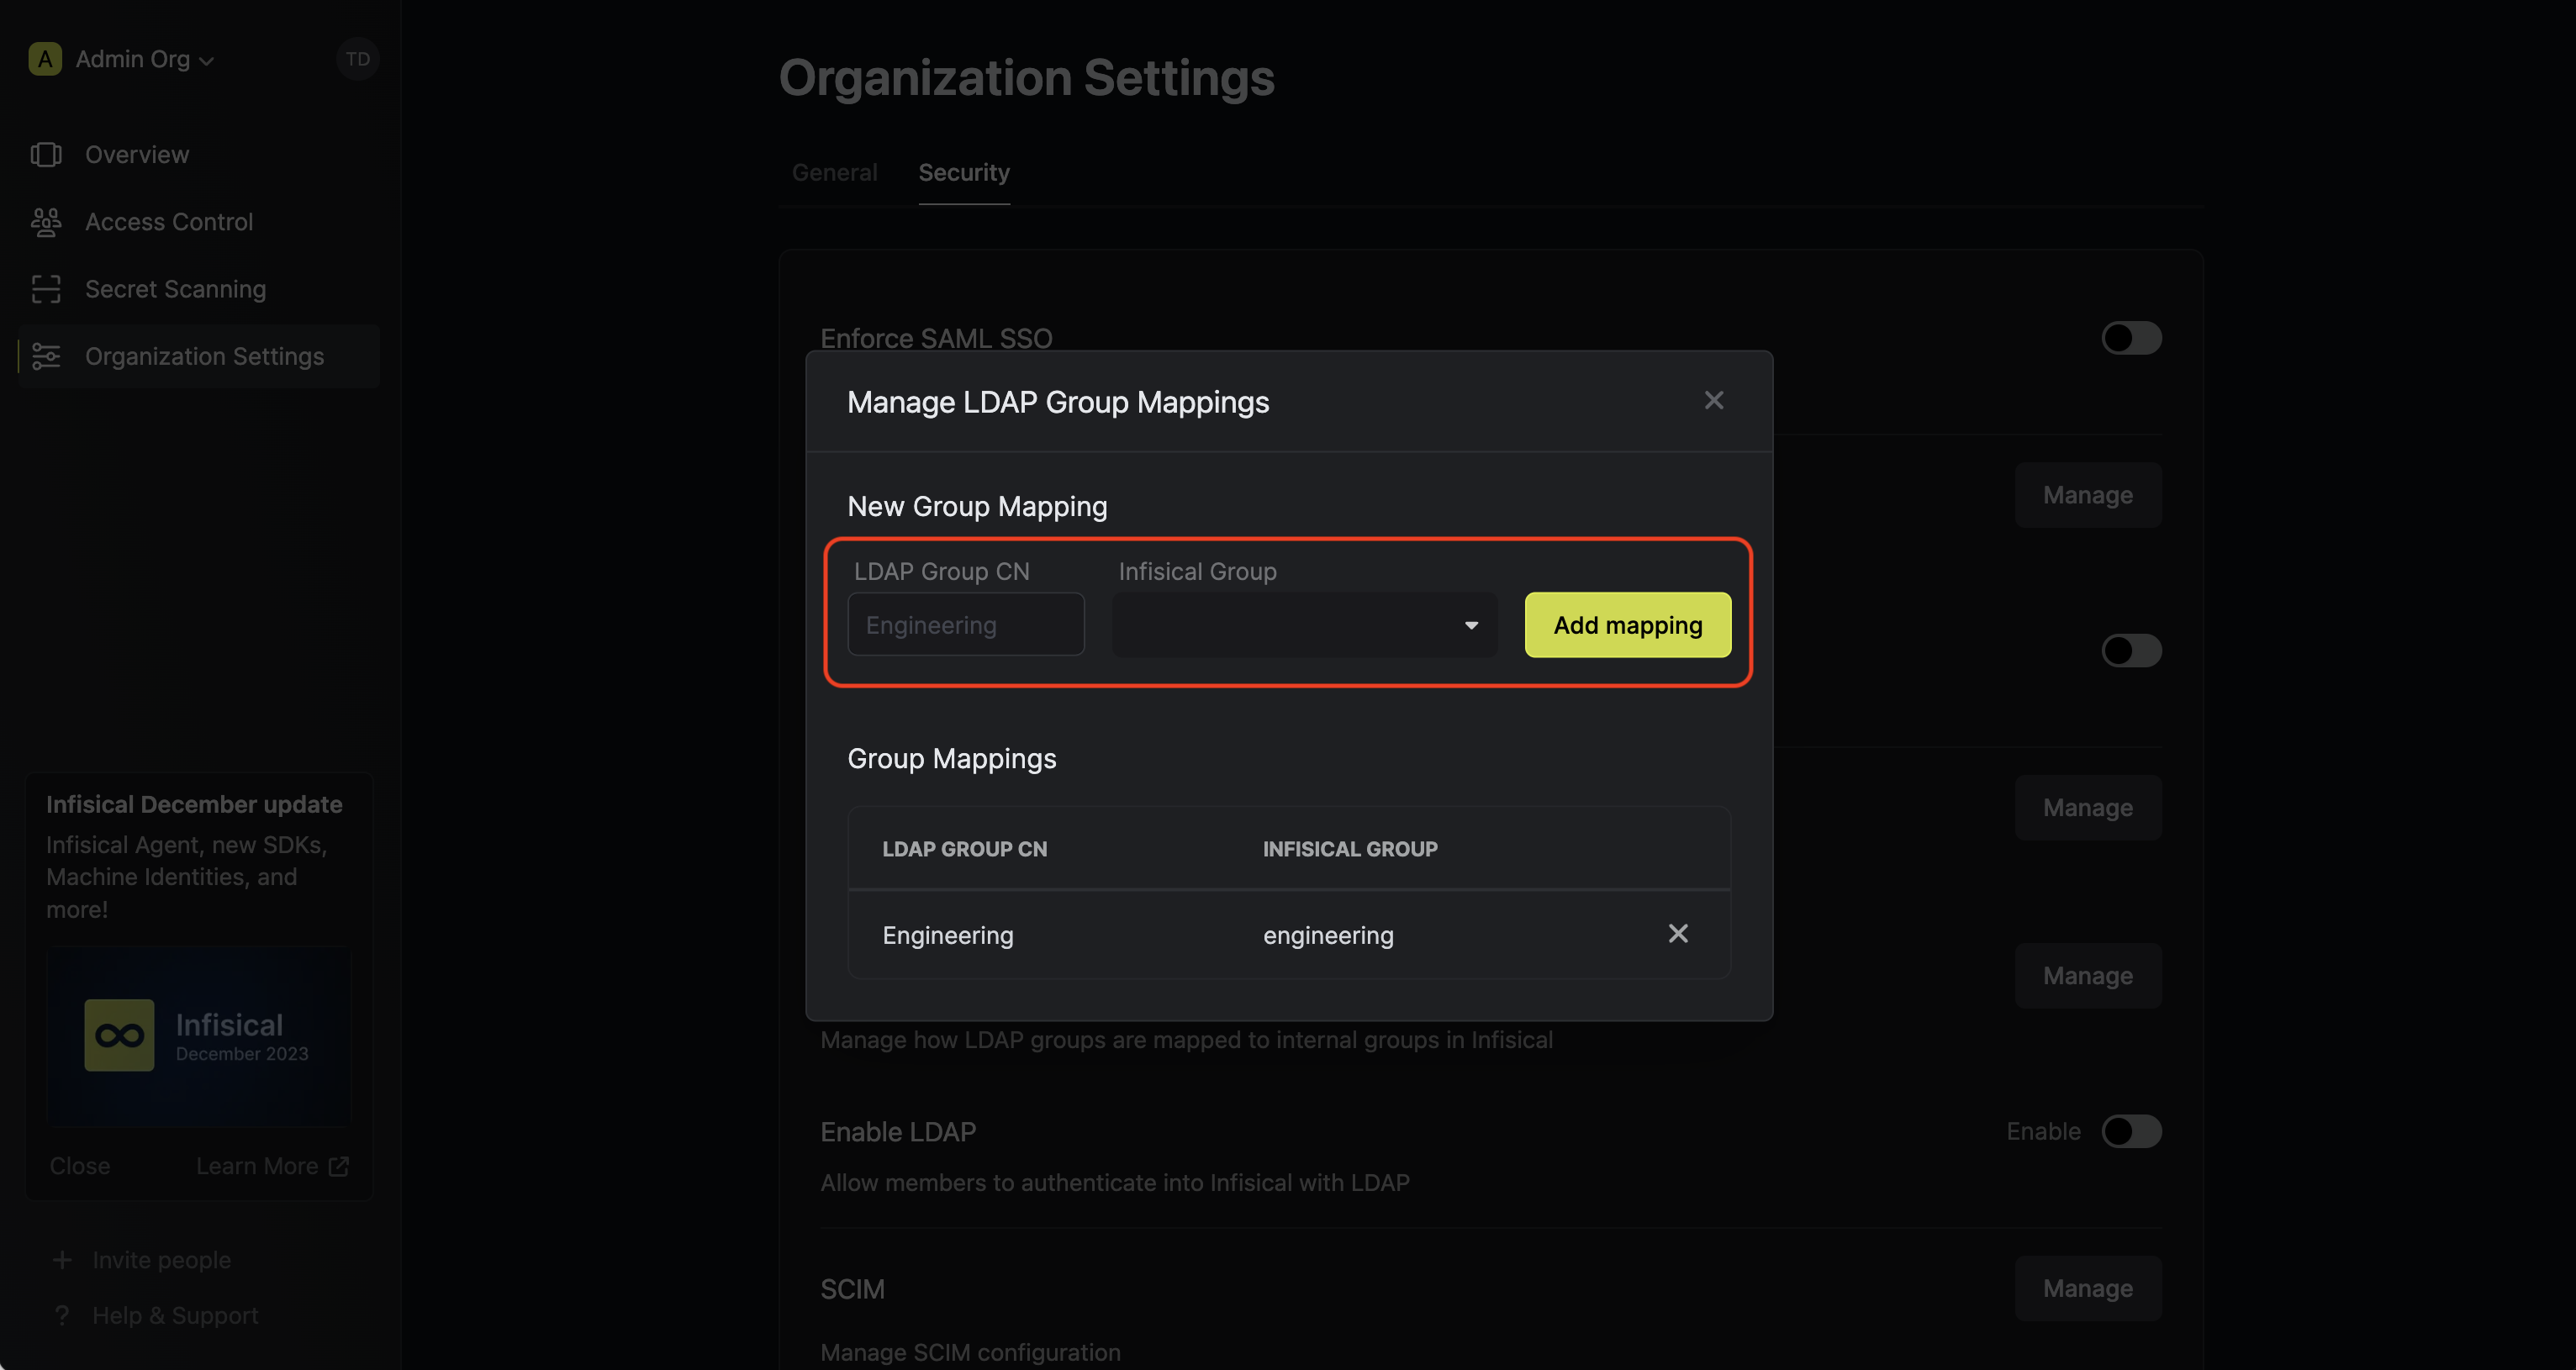 A Admin Org
TD
Overview
Access Control
Secret Scanning
Organization Settings
Infisical December update
Infisical Agent, new SDKs,
Machine Identities, and
more!
Infisical
December 2023
Close
Learn More
Invite people
? Help & Support
Organization Settings
General
Security
Enforce SAML SSO
Manage
Manage LDAP Group Mappings
New Group Mapping
LDAP Group CN
Infisical Group
Engineering
Add mapping
Group Mappings
LDAP GROUP CN
INFISICAL GROUP
Engineering
engineering
Manage
Manage
Manage how LDAP groups are mapped to internal groups in Infisical
Enable LDAP
Enable
Allow members to authenticate into Infisical with LDAP
SCIM
Manage
Manage SCIM configuration